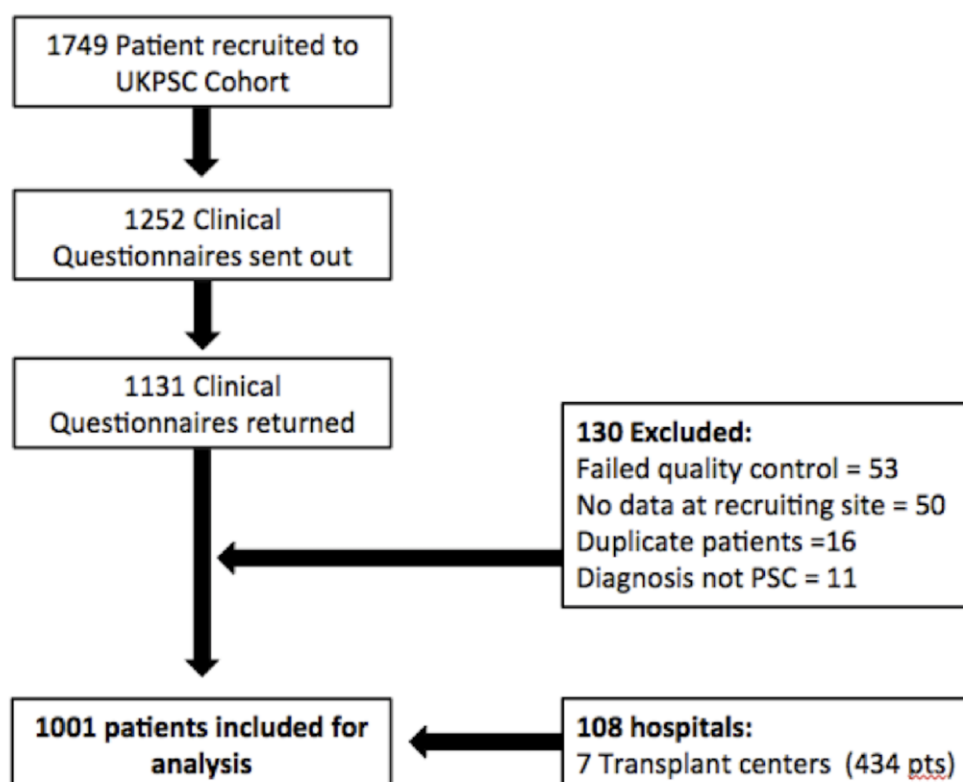 1749 Patient recruited to
UKPSC Cohort
1252 Clinical
Questionnaires sent out
1131 Clinical
Questionnaires returned
130 Excluded:
Failed quality control = 53
No data at recruiting site = 50
Duplicate patients =16
Diagnosis not PSC = 11
1001 patients included for
analysis
108 hospitals:
7 Transplant centers (434 pts)